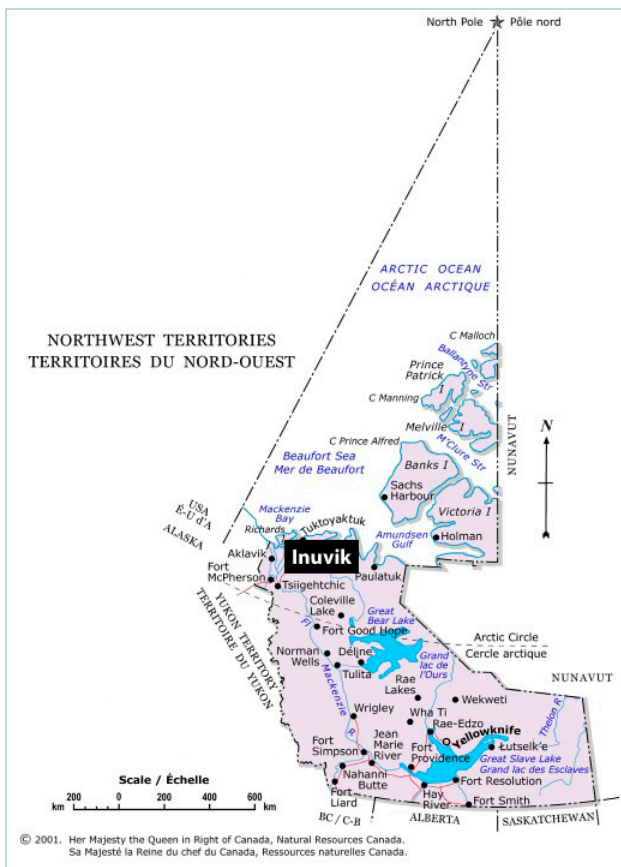 North Pole ★ Pôle nord
ARCTIC OCEAN
OCÉAN ARCTIQUE
NORTHWEST TERRITORIES
TERRITOIRES DU NORD-OUEST
C Malloch
Ballantyne Str
Prince
Patrick
I
C Manning
Melville I
M'Clure Str
NUNAVUT
N
C Prince Alfred
Beaufort Sea
Mer de Beaufort
Banks I
Sachs
Harbour
Victoria I
USA
É-U d'A
ALASKA
Mackenzie
Bay
Richards I
Tuktoyaktuk
Amundsen
Gulf
Holman
Aklavik
Inuvik
Fort
McPherson
Tsiigehtchic
Paulatuk
YUKON TERRITORY
TERRITOIRE DU YUKON
Coleville
Lake
Great
Bear Lake
Fort Good Hope
Arctic Circle
Cercle arctique
Norman
Wells
Déljne
Tulita
Grand
lac de
l'Ours
Mackenzie R
Rae
Lakes
Wekweti
NUNAVUT
Thelon R
Wrigley
Wha Ti
Rae-Edzo
Yellowknife
Fort
Simpson
Jean
Marie
River
Fort
Providence
Lutselk'e
Great Slave Lake
Grand lac des Esclaves
Nahanni
Butte
Fort Resolution
Fort
Liard
Hay
River
Fort Smith
BC / C-B
ALBERTA
SASKATCHEWAN
Scale / Échelle
200 0 200 400 600
km km
© 2001. Her Majesty the Queen in Right of Canada, Natural Resources Canada.
Sa Majesté la Reine du chef du Canada, Ressources naturelles Canada.